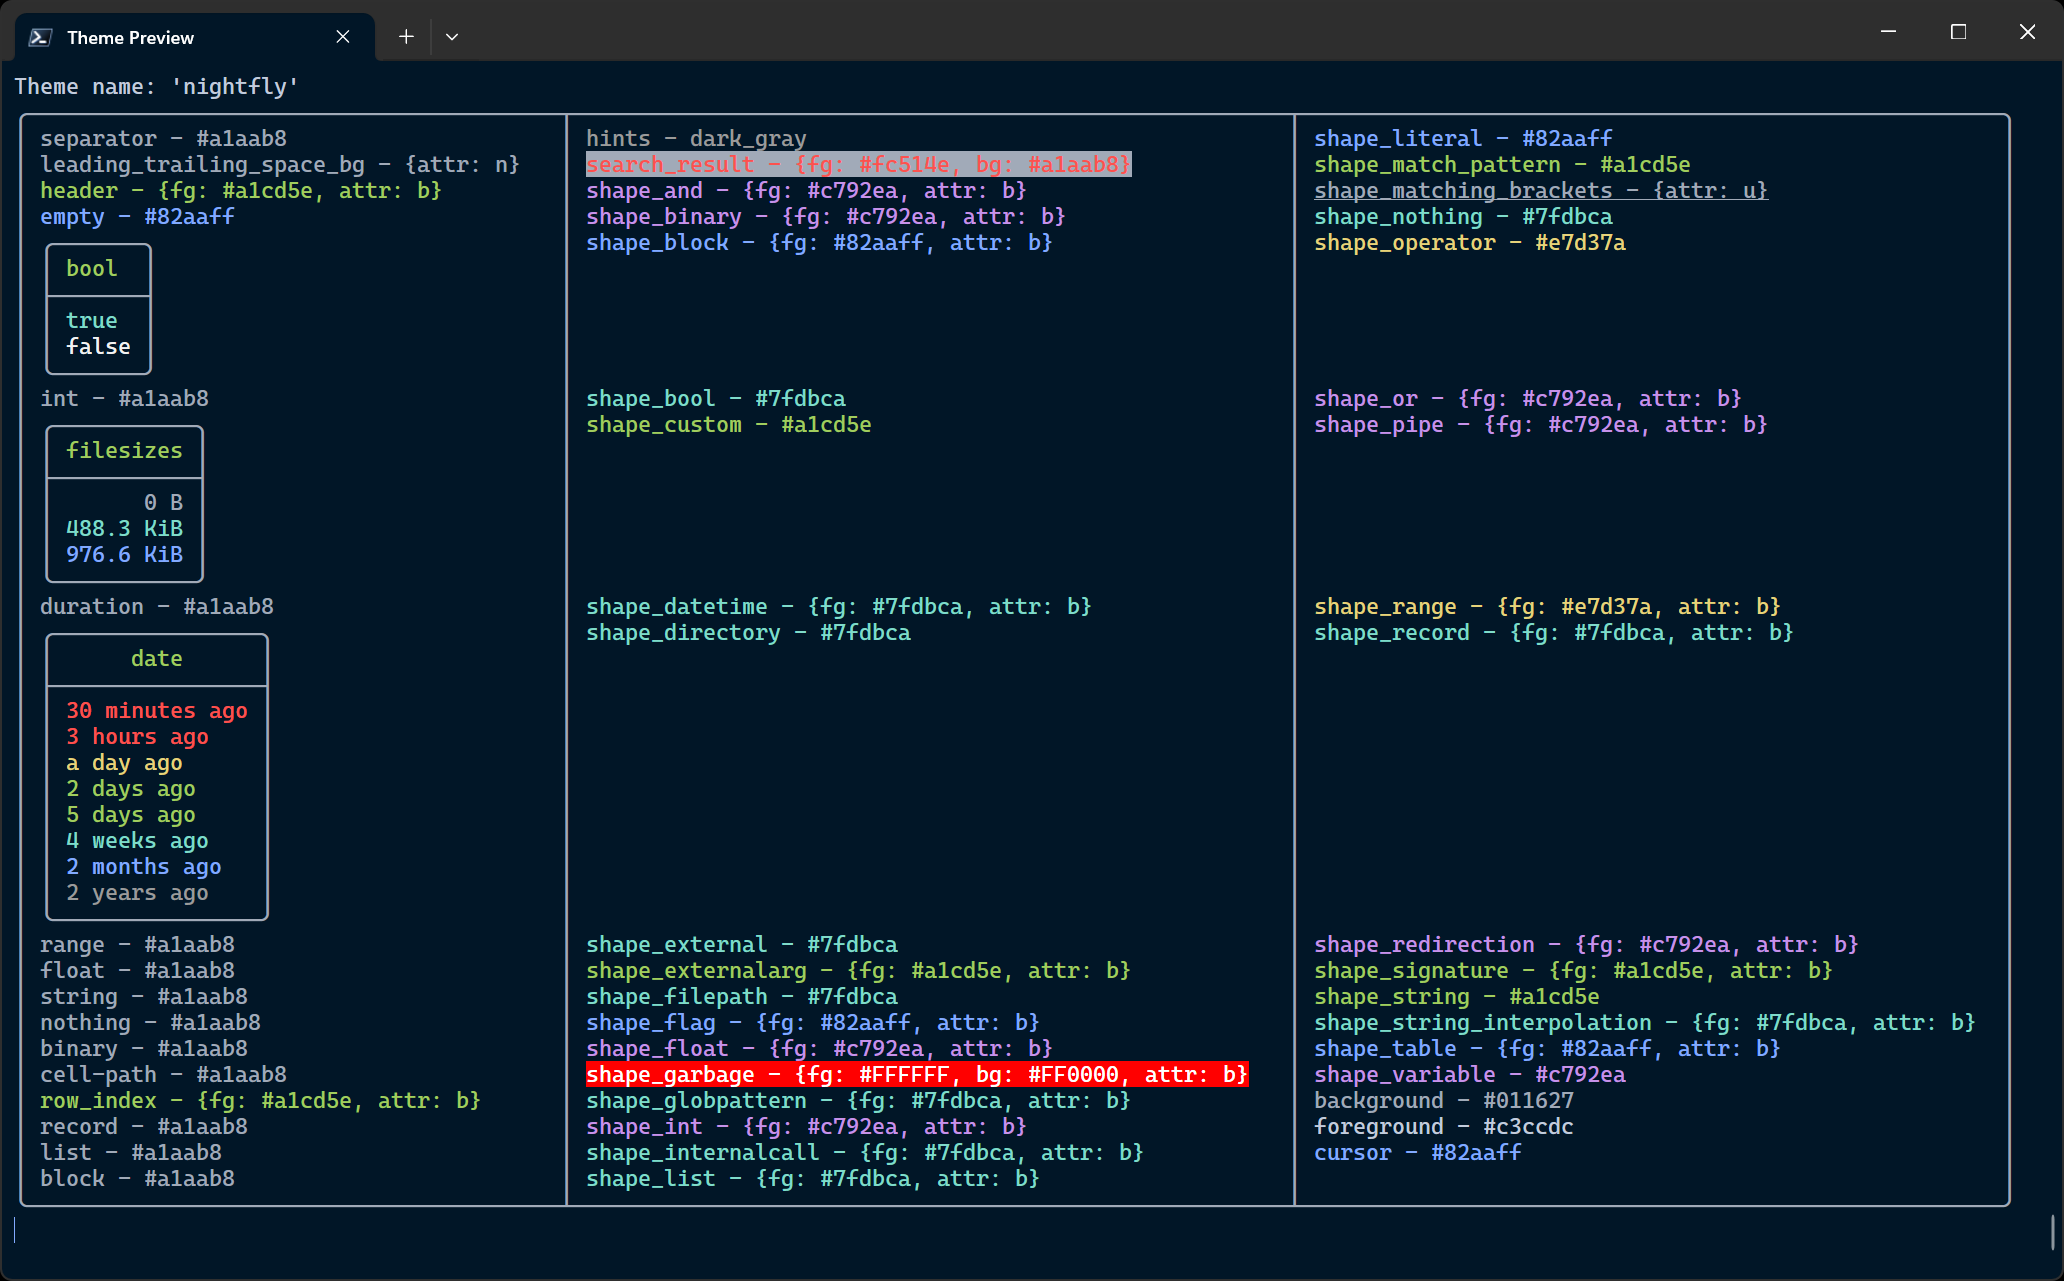 Theme Preview
Theme name: 'nightfly'
separator - #a1aab8
leading_trailing_space_bg - {attr: n}
header - {fg: #a1cd5e, attr: b}
empty - #82aaff
bool
true
false
int - #a1aab8
filesizes
0 B
488.3 KiB
976.6 KiB
duration - #a1aab8
date
30 minutes ago
3 hours ago
a day ago
2 days ago
5 days ago
4 weeks ago
2 months ago
2 years ago
range - #a1aab8
float - #a1aab8
string - #a1aab8
nothing - #a1aab8
binary - #a1aab8
cell-path - #a1aab8
row_index - {fg: #a1cd5e, attr: b}
record - #a1aab8
list - #a1aab8
block - #a1aab8
hints - dark_gray
search_result - {fg: #fc514e, bg: #a1aab8}
shape_and - {fg: #c792ea, attr: b}
shape_binary - {fg: #c792ea, attr: b}
shape_block - {fg: #82aaff, attr: b}
shape_bool - #7fdbca
shape_custom - #a1cd5e
shape_datetime - {fg: #7fdbca, attr: b}
shape_directory - #7fdbca
shape_external - #7fdbca
shape_externalarg - {fg: #a1cd5e, attr: b}
shape_filepath - #7fdbca
shape_flag - {fg: #82aaff, attr: b}
shape_float - {fg: #c792ea, attr: b}
shape_garbage - {fg: #FFFFFF, bg: #FF0000, attr: b}
shape_globpattern - {fg: #7fdbca, attr: b}
shape_int - {fg: #c792ea, attr: b}
shape_internalcall - {fg: #7fdbca, attr: b}
shape_list - {fg: #7fdbca, attr: b}
shape_literal - #82aaff
shape_match_pattern - #a1cd5e
shape_matching_brackets - {attr: u}
shape_nothing - #7fdbca
shape_operator - #e7d37a
shape_or - {fg: #c792ea, attr: b}
shape_pipe - {fg: #c792ea, attr: b}
shape_range - {fg: #e7d37a, attr: b}
shape_record - {fg: #7fdbca, attr: b}
shape_redirection - {fg: #c792ea, attr: b}
shape_signature - {fg: #a1cd5e, attr: b}
shape_string - #a1cd5e
shape_string_interpolation - {fg: #7fdbca, attr: b}
shape_table - {fg: #82aaff, attr: b}
shape_variable - #c792ea
background - #011627
foreground - #c3ccdc
cursor - #82aaff